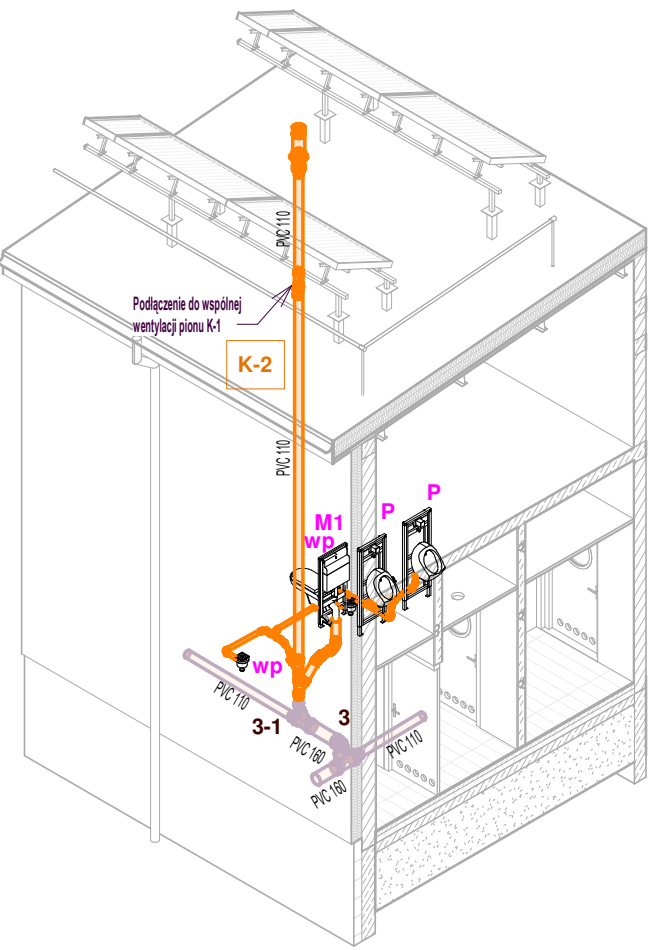 PVC 110
Podłączenie do wspólnej
wentylacji pionu K-1
K-2
PVC 110
P
P
M1
wp
wp
PVC 110
3-1
3
PVC 160
PVC 110
PVC 160